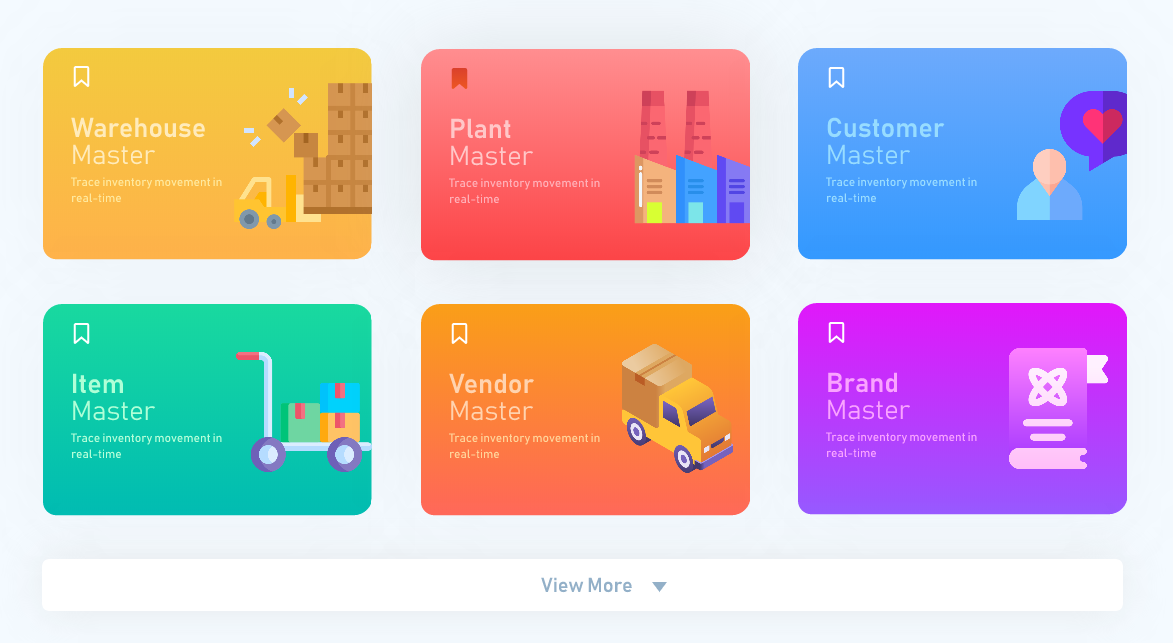 Warehouse
Master
Trace inventory movement in
real-time
Plant
Master
Trace inventory movement in
real-time
Customer
Master
Trace inventory movement in
real-time
Item
Master
Trace inventory movement in
real-time
Vendor
Master
Trace inventory movement in
real-time
Brand
Master
Trace inventory movement in
real-time
View More